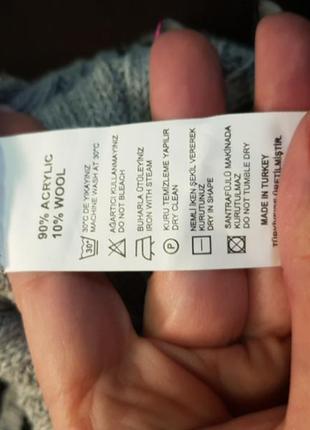 90% ACRYLIC
10% WOOL
30°C DE YIKAYINIZ
MACHINE WASH AT 30°C
30°
AĞARTICI KULLANMAYINIZ
DO NOT BLEACH
BUHARLA ÜTÜLEYİNİZ
IRON WITH STEAM
KURU TEMİZLEME YAPILIR
DRY CLEAN
P
NEMLİ İKEN ŞEKİL VEREREK
KURUTUNUZ
DRY IN SHAPE
SANTRAFÜJLÜ MAKİNADA
KURUTULMAZ
DO NOT TUMBLE DRY
MADE IN TURKEY